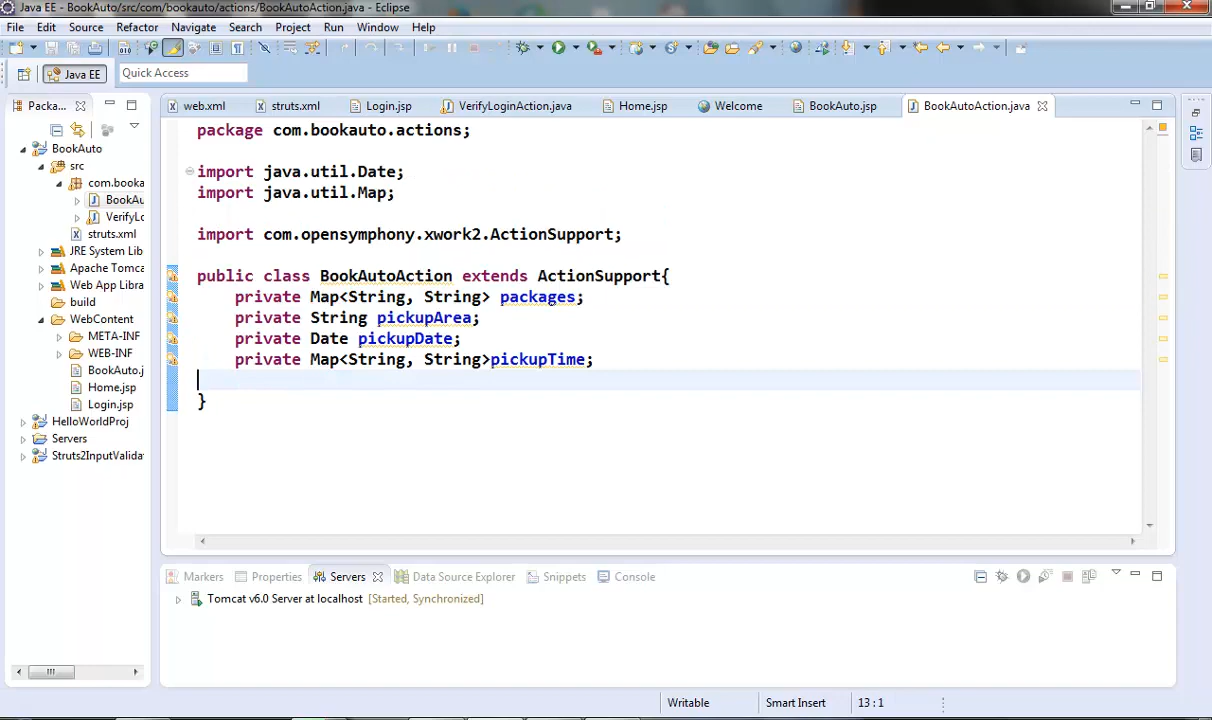 Java EE - BookAuto/src/com/bookauto/actions/BookAutoAction.java - Eclipse
File Edit Source Refactor Navigate Search Project Run Window Help
Java EE Quick Access
Packa...
web.xml struts.xml Login.jsp VerifyLoginAction.java Home.jsp Welcome BookAuto.jsp BookAutoAction.java
BookAuto
src
com.booka
BookAu
VerifyLo
struts.xml
JRE System Lib
Apache Tomca
Web App Libra
build
WebContent
META-INF
WEB-INF
BookAuto.j
Home.jsp
Login.jsp
HelloWorldProj
Servers
Struts2InputValida
package com.bookauto.actions;
import java.util.Date;
import java.util.Map;
import com.opensymphony.xwork2.ActionSupport;
public class BookAutoAction extends ActionSupport{
private Map<String, String> packages;
private String pickupArea;
private Date pickupDate;
private Map<String, String>pickupTime;
}
Markers Properties Servers Data Source Explorer Snippets Console
Tomcat v6.0 Server at localhost [Started, Synchronized]
Writable Smart Insert 13 : 1